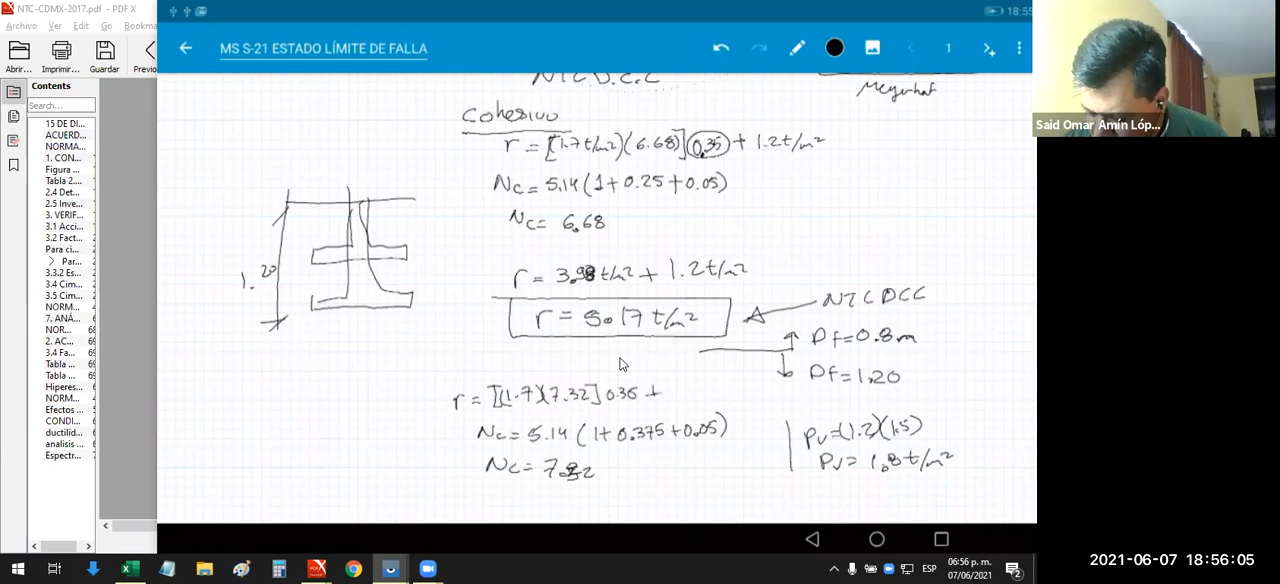 NTC-CDMX-2017.pdf - PDF X
Archivo Ver Edit Go Bookma
Abrir... Imprimir... Guardar Previo
Contents
Search...
15 DE DI
ACUERD
NORMA
1. CON
Figura
Tabla 2.
2.4 Det
2.5 Inve
3. VERIF
3.1 Acci
3.2 Fact
Para ci
Par
3.3.2 Es
3.4 Cim
3.5 Cim
NORM
7. ANÁ
NOR...
2. AC...
3.4 Fa...
Tabla ...
Tabla ...
Hiperes
NORM...
Efectos
CONDI
ductilid
analisis
Espectr
18:55
MS S-21 ESTADO LÍMITE DE FALLA
1
NTCDCC
Meyerhof
Cohesivo
r = [(1.7 t/m²)(6.68)] 0.35 + 1.2 t/m²
Nc = 5.14 (1+0.25+0.05)
Nc = 6.68
1.20
r = 3.98 t/m² + 1.2 t/m²
r = 5.17 t/m²
NTCDCC
Df = 0.8 m
Df = 1.20
r = [(1.7)(7.32] 0.35 +
Nc = 5.14 (1+0.375+0.05)
Nc = 7.32
Pv = (1.2)(1.5)
Pv = 1.8 t/m²
Said Omar Amín Lóp...
ESP
06:56 p. m.
07/06/2021
2
2021-06-07 18:56:05